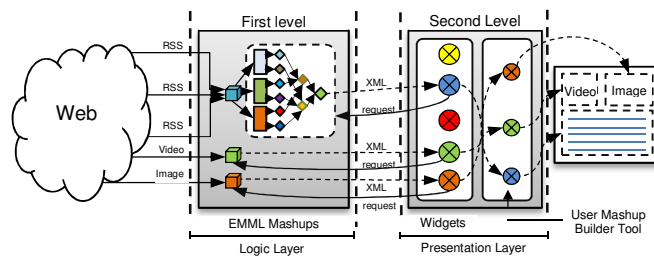 First level
Second Level
RSS
RSS
RSS
Web
Video
Image
XML
request
XML
request
XML
request
Video
Image
EMML Mashups
Widgets
User Mashup
Builder Tool
Logic Layer
Presentation Layer